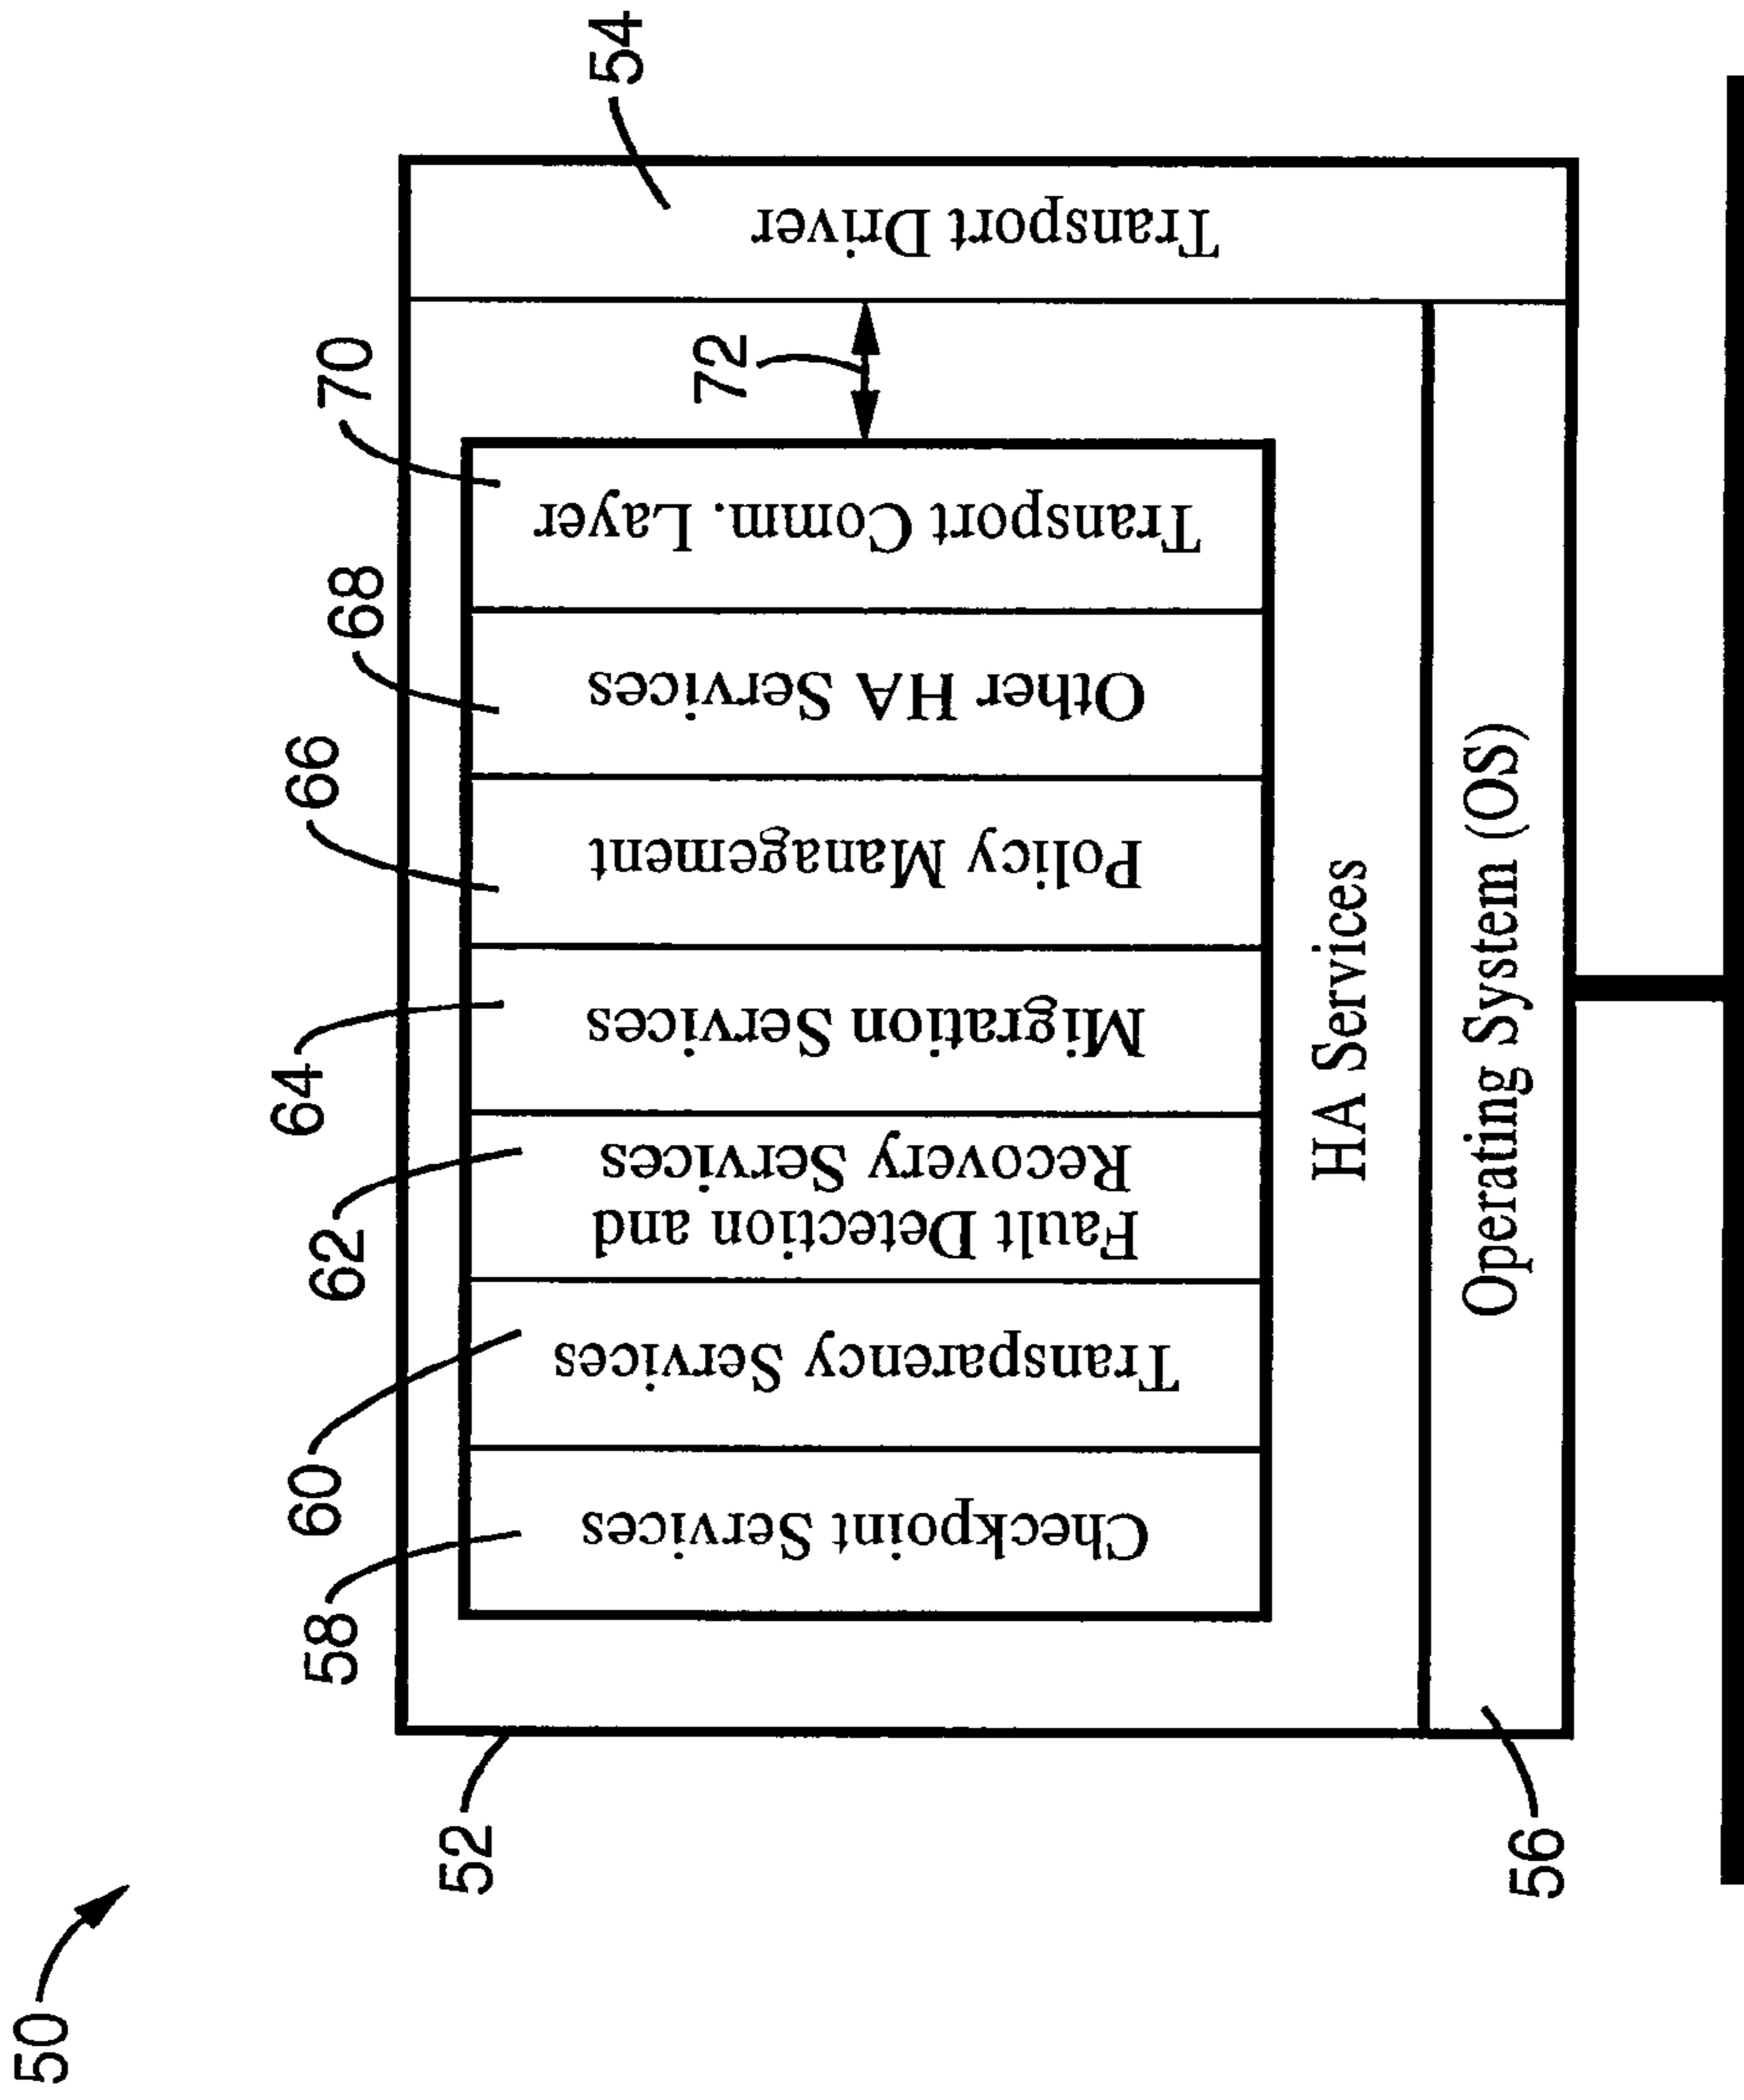 50
52
58
60
62
64
66
68
70
72
54
56
Checkpoint Services
Transparency Services
Fault Detection and
Recovery Services
Migration Services
Policy Management
Other HA Services
Transport Comm. Layer
Transport Driver
HA Services
Operating System (OS)